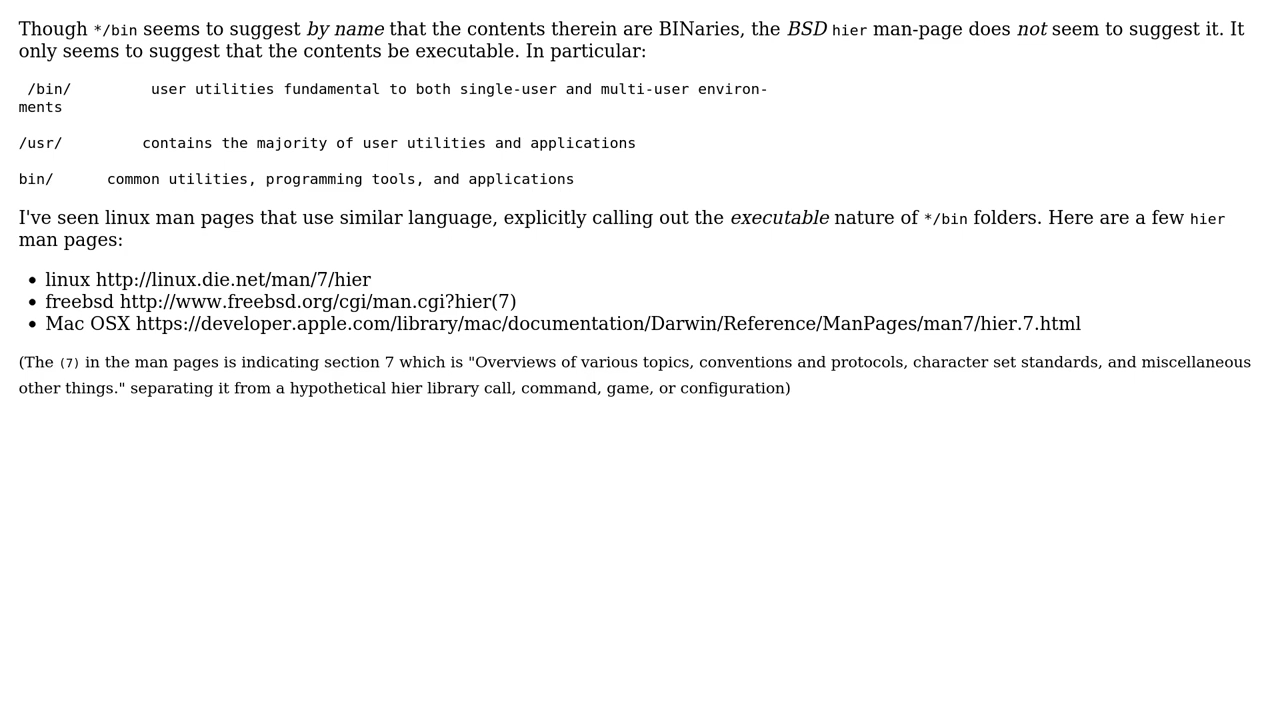 Though */bin seems to suggest by name that the contents therein are BINaries, the BSD hier man-page does not seem to suggest it. It
only seems to suggest that the contents be executable. In particular:
/bin/ user utilities fundamental to both single-user and multi-user environ-
ments
/usr/ contains the majority of user utilities and applications
bin/ common utilities, programming tools, and applications
I've seen linux man pages that use similar language, explicitly calling out the executable nature of */bin folders. Here are a few hier
man pages:
• linux http://linux.die.net/man/7/hier
• freebsd http://www.freebsd.org/cgi/man.cgi?hier(7)
• Mac OSX https://developer.apple.com/library/mac/documentation/Darwin/Reference/ManPages/man7/hier.7.html
(The (7) in the man pages is indicating section 7 which is "Overviews of various topics, conventions and protocols, character set standards, and miscellaneous
other things." separating it from a hypothetical hier library call, command, game, or configuration)